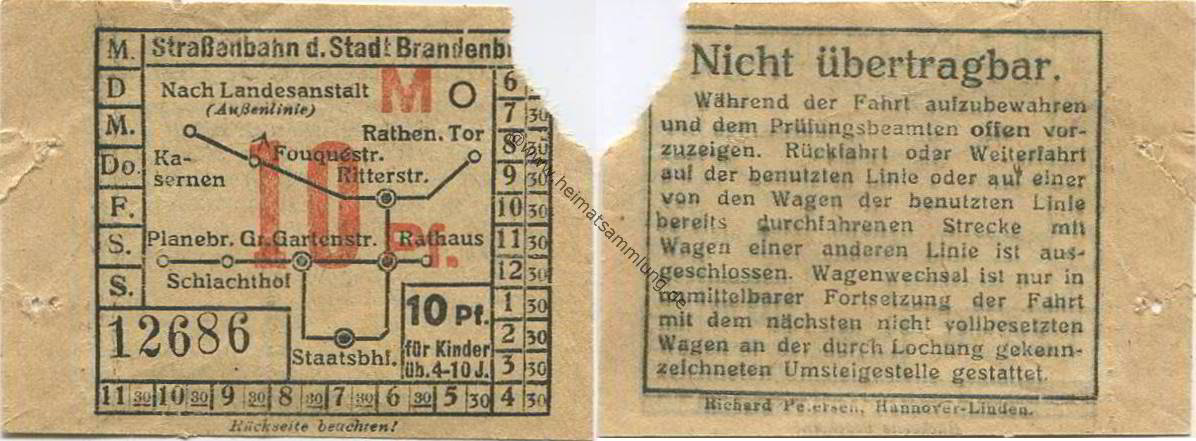 M. Straßenbahn d. Stadt
D
M.
Do.
F.
S.
S.
Nach Landesanstalt
(Außenlinie)
M
Rathen. Tor
Fouquéstr.
Ka-
sernen
Ritterstr.
10 Pf.
Planebr. Gr. Gartenstr. Rathaus
Schlachthof
12686
Staatsbhf.
10 Pf.
für Kinder
üb. 4-10 J.
6
7 30
8 30
9 30
10 30
11 30
12 30
1 30
2 30
3 30
11 30 10 30 9 30 8 30 7 30 6 30 5 30 4 30
Rückseite beachten!
Nicht übertragbar.
Während der Fahrt aufzubewahren
und dem Prüfungsbeamten offen vor-
zuzeigen. Rückfahrt oder Weiterfahrt
auf der benutzten Linie oder auf einer
von den Wagen der benutzten Linie
bereits durchfahrenen Strecke mit
Wagen einer anderen Linie ist aus-
geschlossen. Wagenwechsel ist nur in
unmittelbarer Fortsetzung der Fahrt
mit dem nächsten nicht vollbesetzten
Wagen an der durch Lochung gekenn-
zeichneten Umsteigestelle gestattet.
Richard Petersen, Hannover-Linden.
© www.heimatsammlung.de